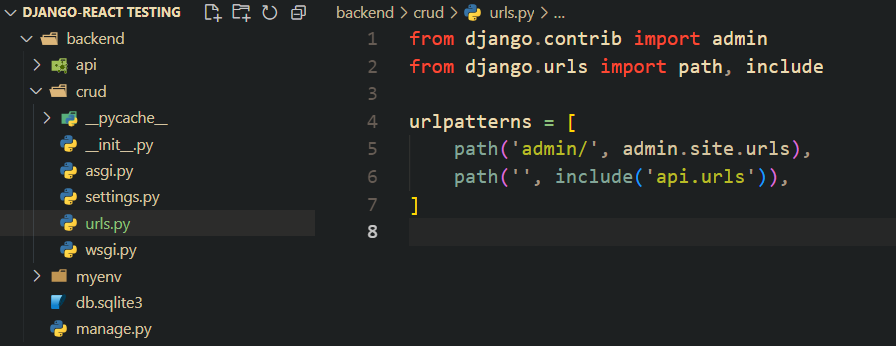 DJANGO-REACT TESTING
backend
api
crud
__pycache__
__init__.py
asgi.py
settings.py
urls.py
wsgi.py
myenv
db.sqlite3
manage.py
backend > crud > urls.py > ...
1 from django.contrib import admin
2 from django.urls import path, include
3
4 urlpatterns = [
5     path('admin/', admin.site.urls),
6     path('', include('api.urls')),
7 ]
8